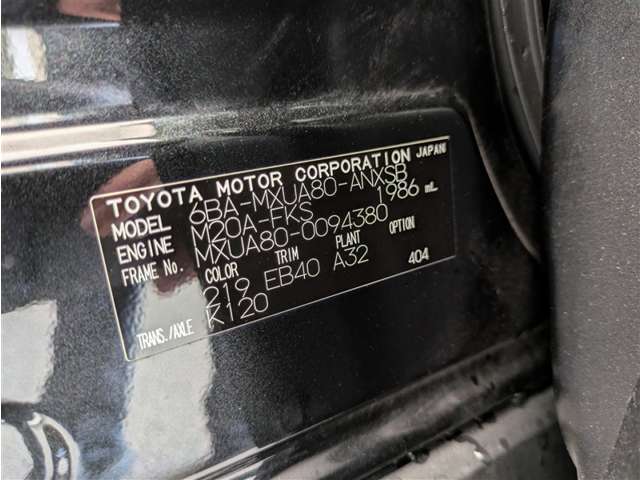 TOYOTA MOTOR CORPORATION JAPAN
MODEL 6BA-MXUA80-ANXSB
ENGINE M20A-FKS 1986 mL
FRAME No. MXUA80-0094380
COLOR TRIM PLANT OPTION
219 EB40 A32 404
TRANS./AXLE K120